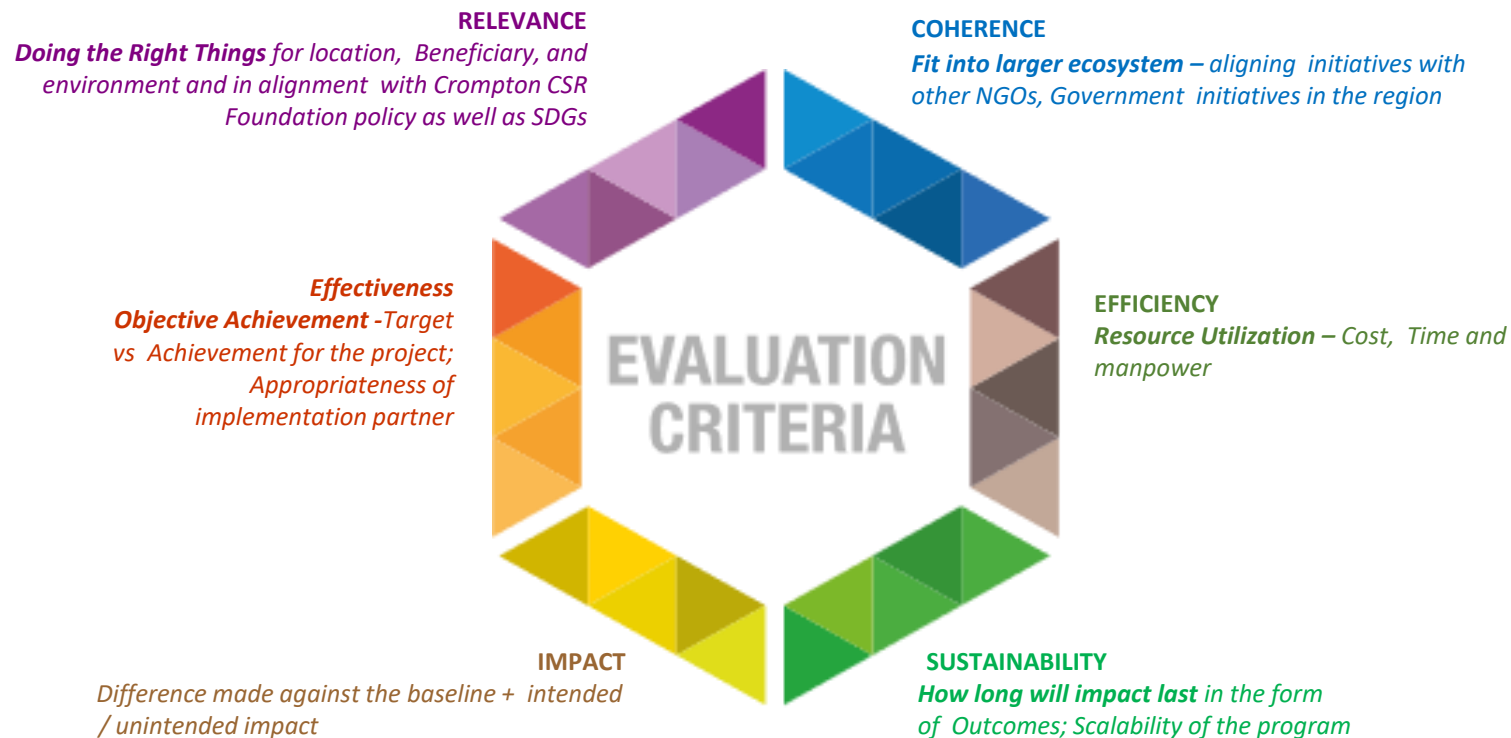 RELEVANCE
Doing the Right Things for location, Beneficiary, and
environment and in alignment with Crompton CSR
Foundation policy as well as SDGs
COHERENCE
Fit into larger ecosystem – aligning initiatives with
other NGOs, Government initiatives in the region
Effectiveness
Objective Achievement -Target
vs Achievement for the project;
Appropriateness of
implementation partner
EVALUATION
CRITERIA
EFFICIENCY
Resource Utilization – Cost, Time and
manpower
IMPACT
Difference made against the baseline + intended
/ unintended impact
SUSTAINABILITY
How long will impact last in the form
of Outcomes; Scalability of the program